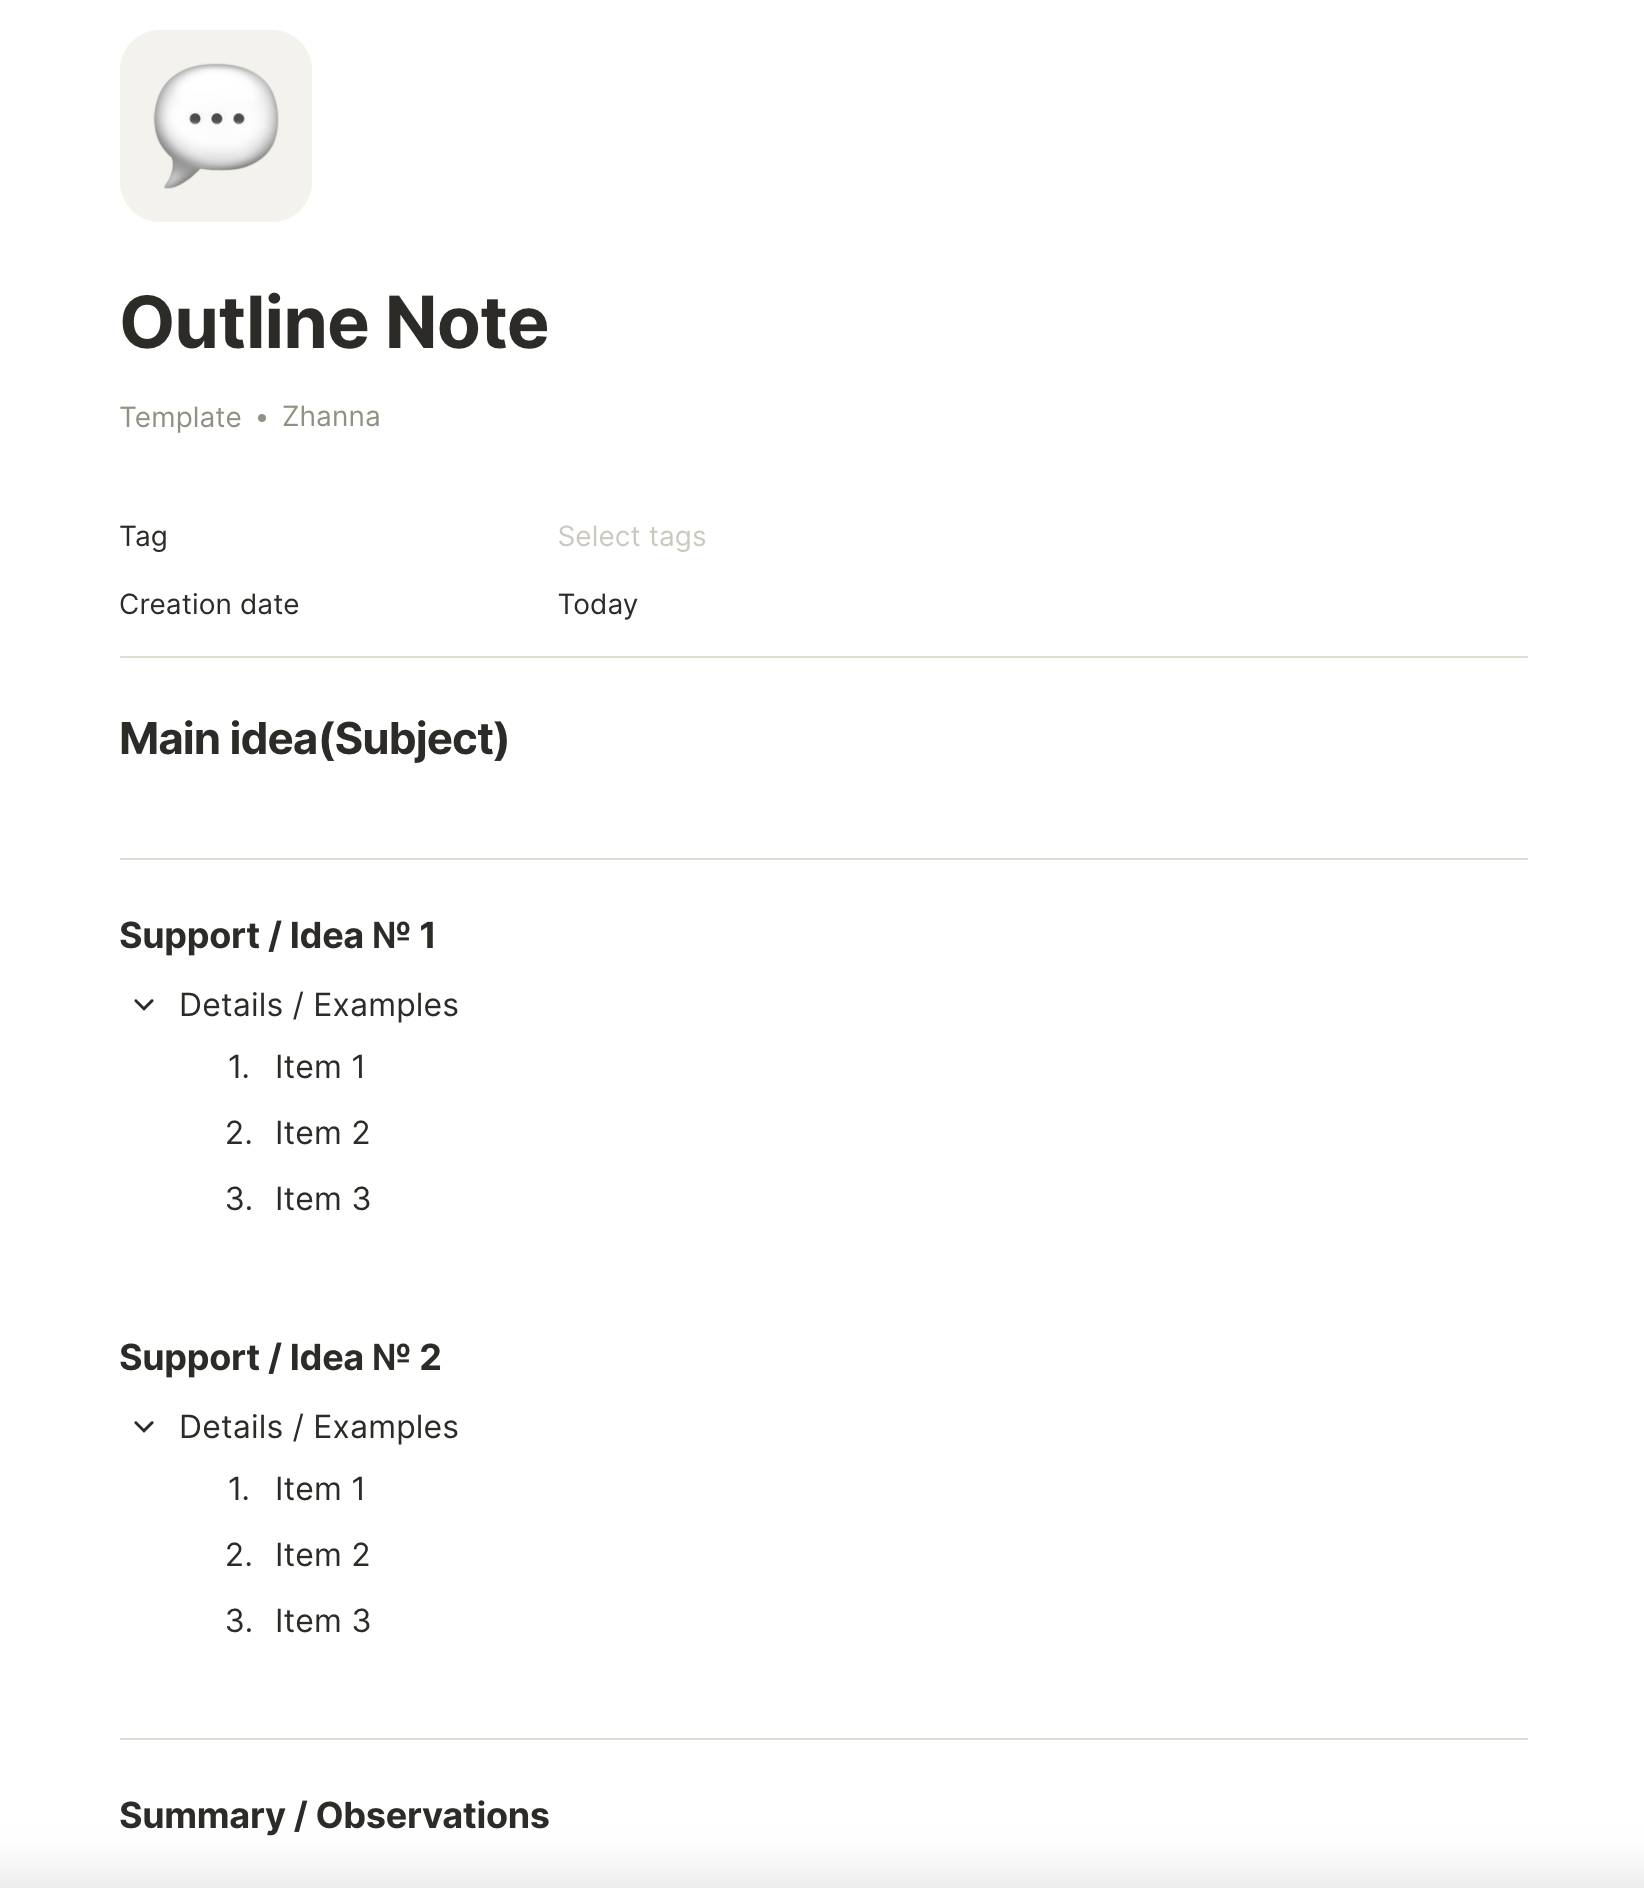 Outline Note
Template • Zhanna
Tag Select tags
Creation date Today
Main idea(Subject)
Support / Idea № 1
Details / Examples
1. Item 1
2. Item 2
3. Item 3
Support / Idea № 2
Details / Examples
1. Item 1
2. Item 2
3. Item 3
Summary / Observations